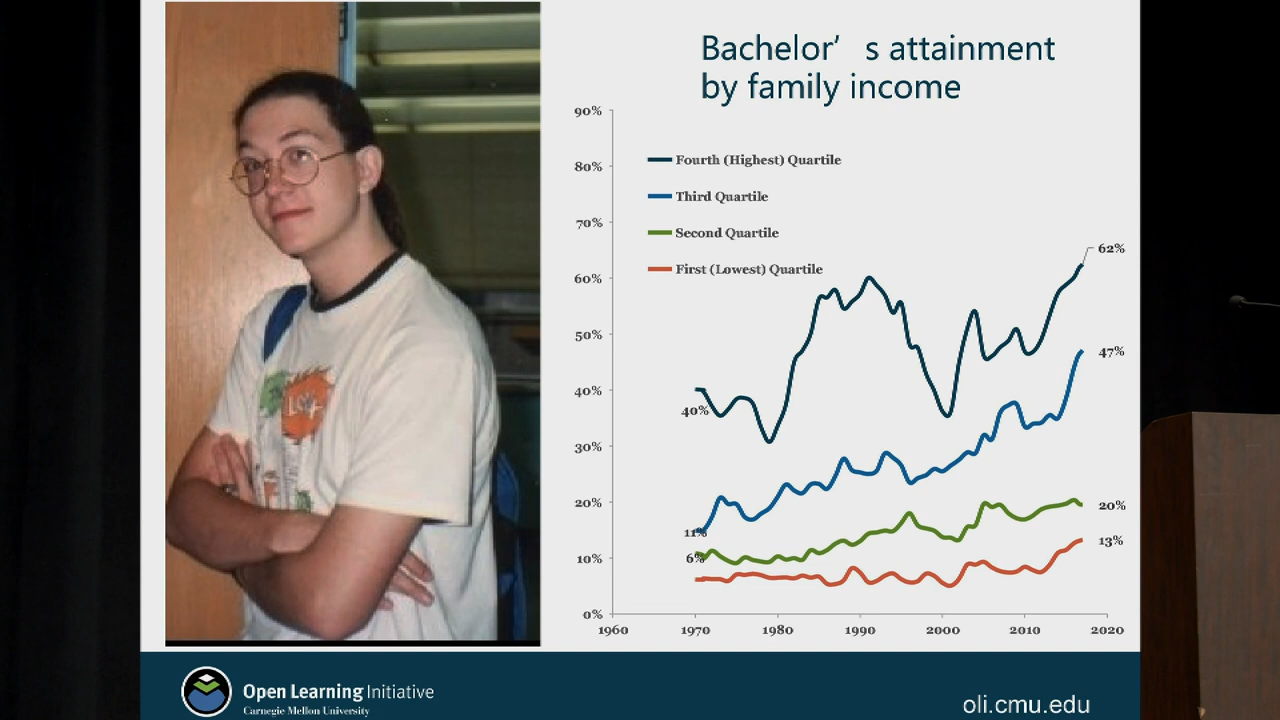 Bachelor’ s attainment
by family income
90%
80%
70%
60%
50%
40%
30%
20%
10%
0%
Fourth (Highest) Quartile
Third Quartile
Second Quartile
First (Lowest) Quartile
62%
47%
40%
20%
11%
13%
6%
1960 1970 1980 1990 2000 2010 2020
Open Learning Initiative
Carnegie Mellon University
oli.cmu.edu